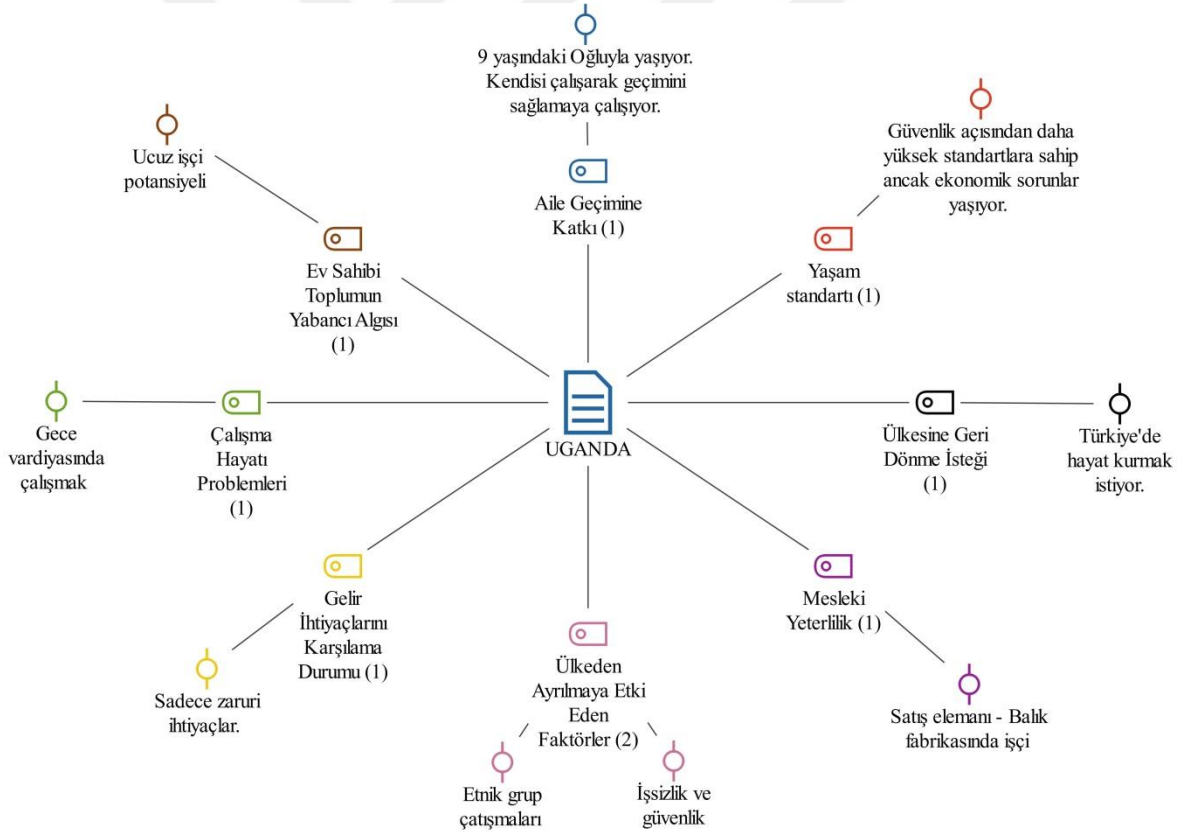 9 yaşındaki Oğluyla yaşıyor.
Kendisi çalışarak geçimini
sağlamaya çalışıyor.
Aile Geçimine
Katkı (1)
Güvenlik açısından daha
yüksek standartlara sahip
ancak ekonomik sorunlar
yaşıyor.
Yaşam
standartı (1)
Ucuz işçi
potansiyeli
Ev Sahibi
Toplumun
Yabancı Algısı
(1)
UGANDA
Gece
vardiyasında
çalışmak
Çalışma
Hayatı
Problemleri
(1)
Ülkesine Geri
Dönme İsteği
(1)
Türkiye'de
hayat kurmak
istiyor.
Gelir
İhtiyaçlarını
Karşılama
Durumu (1)
Sadece zaruri
ihtiyaçlar.
Ülkeden
Ayrılmaya Etki
Eden
Faktörler (2)
Etnik grup
çatışmaları
İşsizlik ve
güvenlik
Mesleki
Yeterlilik (1)
Satış elemanı - Balık
fabrikasında işçi